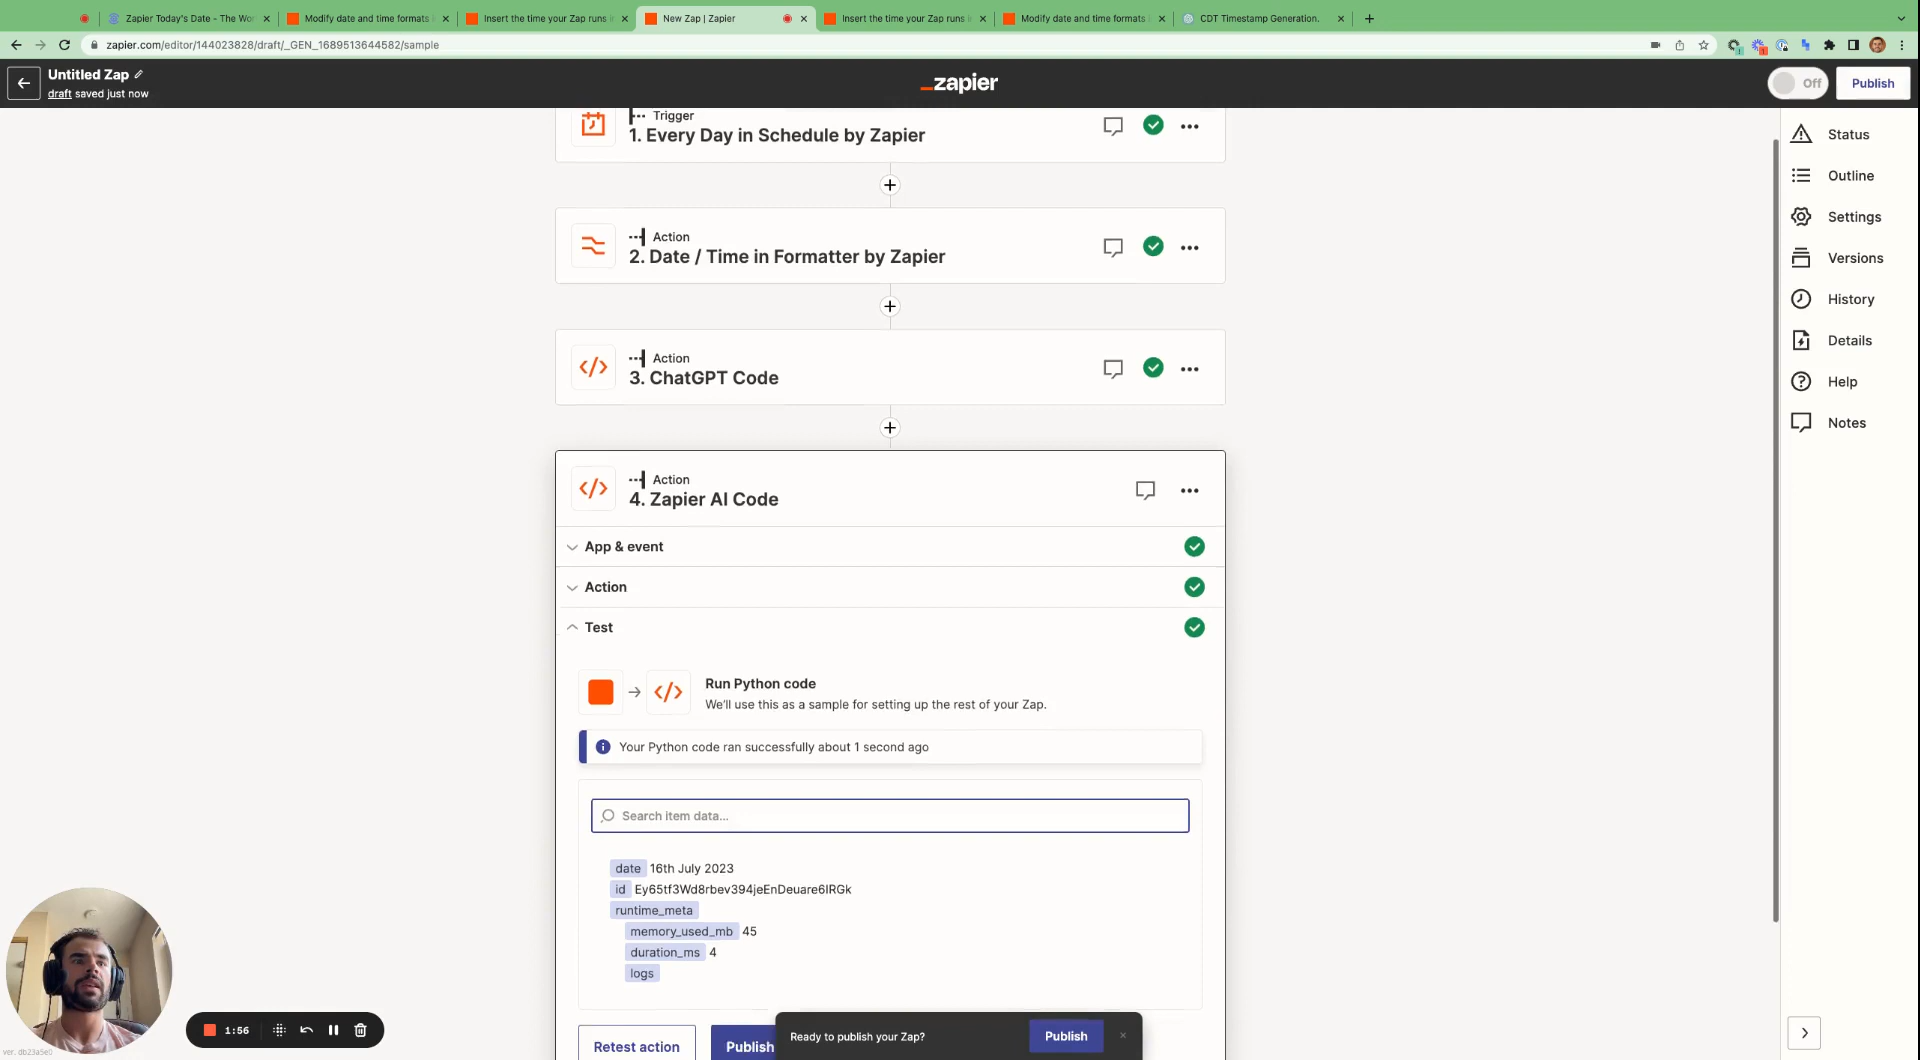 Zapier Today's Date - The Wor
Modify date and time formats i
Insert the time your Zap runs i
New Zap | Zapier
Insert the time your Zap runs i
Modify date and time formats i
CDT Timestamp Generation.
zapier.com/editor/144023828/draft/_GEN_1689513644582/sample
Untitled Zap
draft saved just now
_zapier
Off
Publish
Trigger
1. Every Day in Schedule by Zapier
Action
2. Date / Time in Formatter by Zapier
Action
3. ChatGPT Code
Action
4. Zapier AI Code
App & event
Action
Test
Run Python code
We'll use this as a sample for setting up the rest of your Zap.
Your Python code ran successfully about 1 second ago
Search item data...
date 16th July 2023
id Ey65tf3Wd8rbev394jeEnDeuare6IRGk
runtime_meta
memory_used_mb 45
duration_ms 4
logs
Retest action
Publish
Ready to publish your Zap?
Publish
Status
Outline
Settings
Versions
History
Details
Help
Notes
1:56
ver. db23a5e0